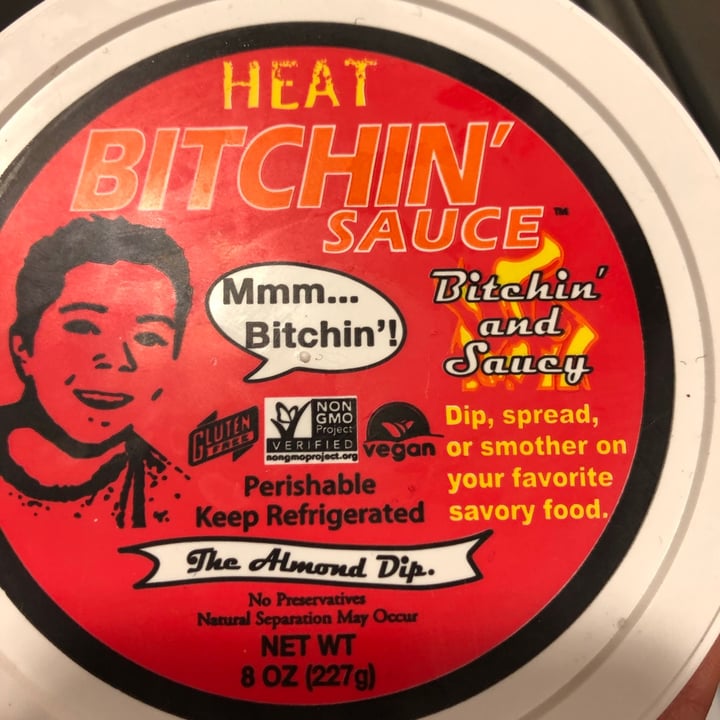 HEAT
BITCHIN'
SAUCE™
Mmm...
Bitchin'!
Bitchin'
and
Saucy
GLUTEN
FREE
NON
GMO
Project
VERIFIED
nongmoproject.org
vegan
Dip, spread,
or smother on
your favorite
savory food.
Perishable
Keep Refrigerated
The Almond Dip.
No Preservatives
Natural Separation May Occur
NET WT
8 OZ (227g)